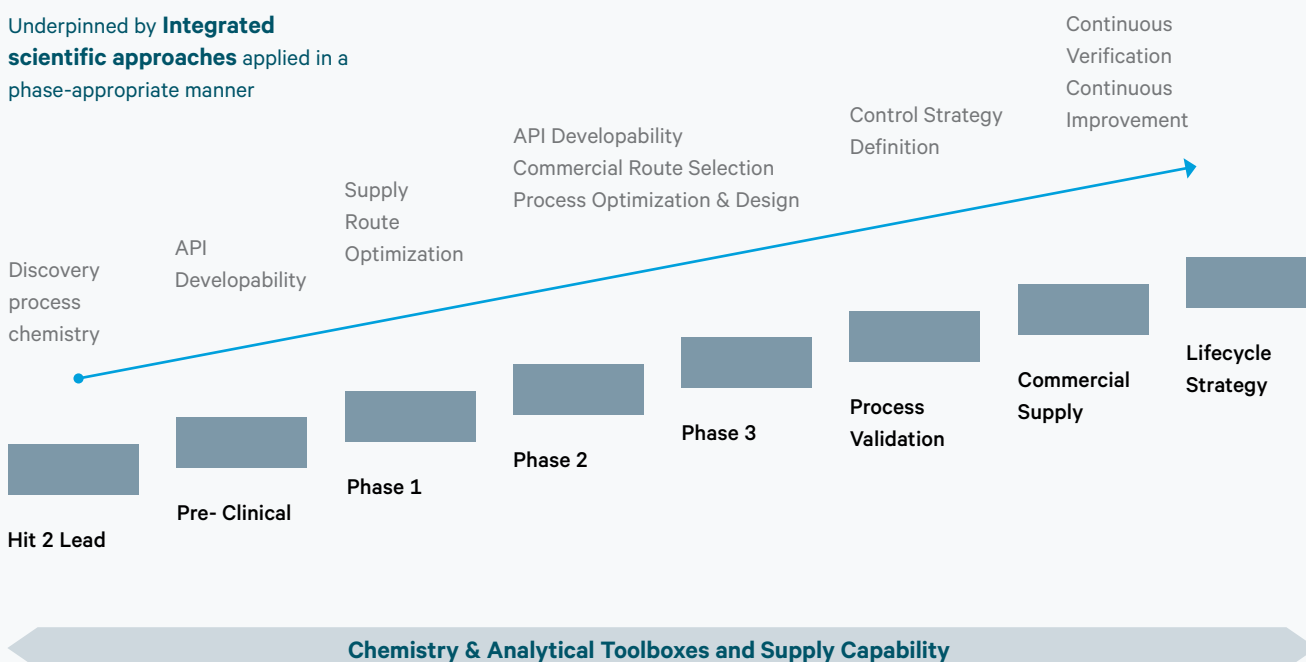 Underpinned by Integrated
scientific approaches applied in a
phase-appropriate manner
Discovery
process
chemistry
API
Developability
Supply
Route
Optimization
API Developability
Commercial Route Selection
Process Optimization & Design
Control Strategy
Definition
Continuous
Verification
Continuous
Improvement
Hit 2 Lead
Pre- Clinical
Phase 1
Phase 2
Phase 3
Process
Validation
Commercial
Supply
Lifecycle
Strategy
Chemistry & Analytical Toolboxes and Supply Capability